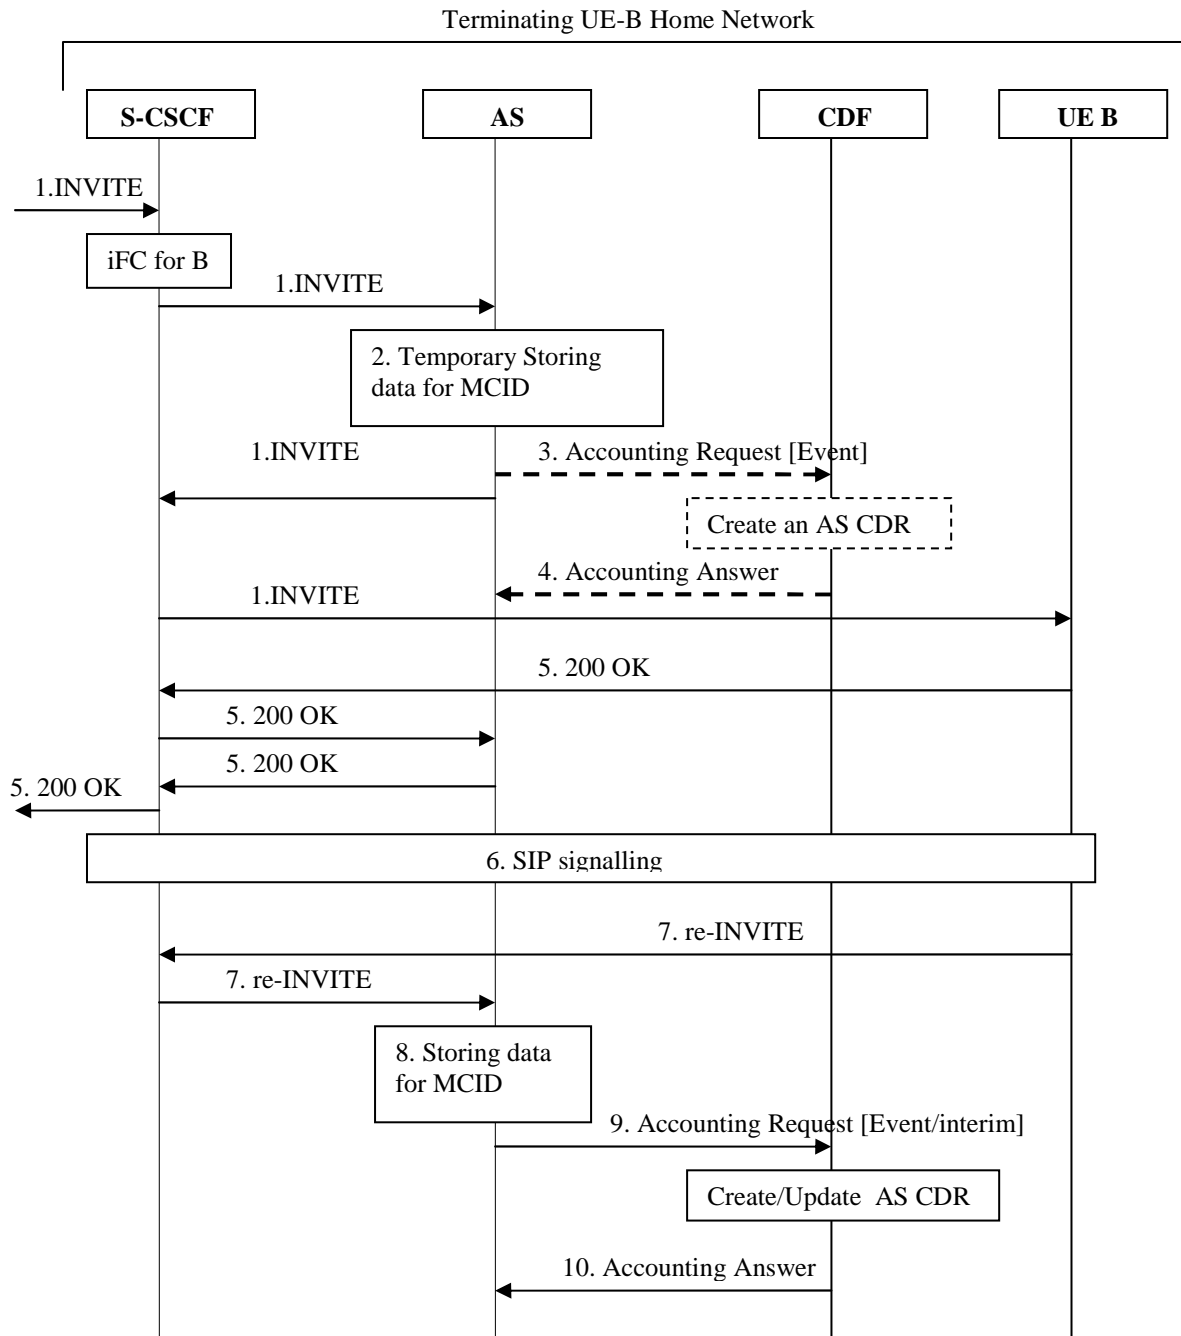 Terminating UE-B Home Network
S-CSCF
AS
CDF
UE B
1.INVITE
iFC for B
1.INVITE
2. Temporary Storing
data for MCID
1.INVITE
3. Accounting Request [Event]
Create an AS CDR
4. Accounting Answer
1.INVITE
5. 200 OK
5. 200 OK
5. 200 OK
5. 200 OK
6. SIP signalling
7. re-INVITE
7. re-INVITE
8. Storing data
for MCID
9. Accounting Request [Event/interim]
Create/Update AS CDR
10. Accounting Answer